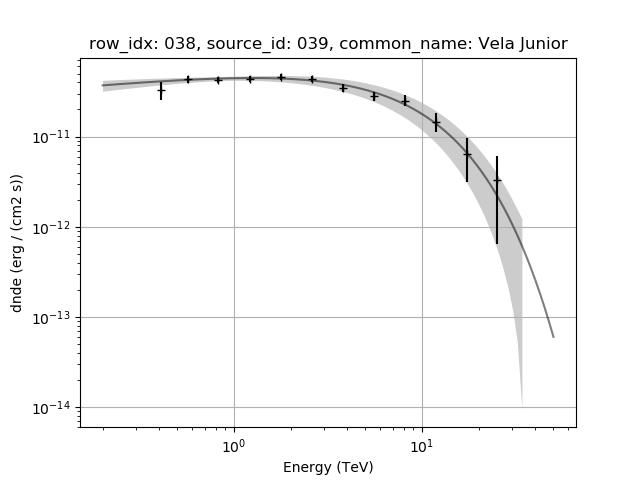 row_idx: 038, source_id: 039, common_name: Vela Junior
dnde (erg / (cm2 s))
10⁻¹¹
10⁻¹²
10⁻¹³
10⁻¹⁴
10⁰ 10¹
Energy (TeV)